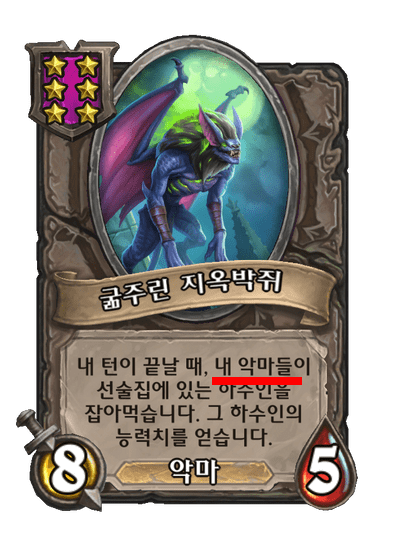 굶주린 지옥박쥐
내 턴이 끝날 때, 내 악마들이
선술집에 있는 하수인을
잡아먹습니다. 그 하수인의
능력치를 얻습니다.
8
악마
5